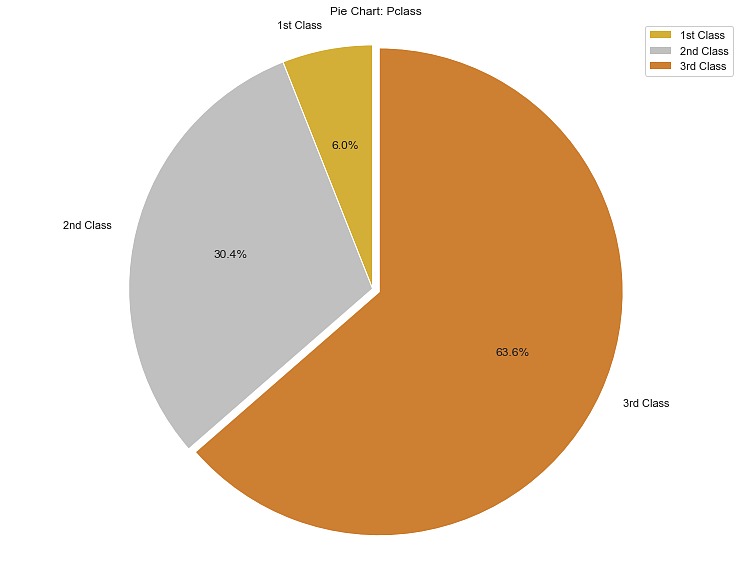 Pie Chart: Pclass
1st Class
1st Class
2nd Class
3rd Class
6.0%
2nd Class
30.4%
63.6%
3rd Class